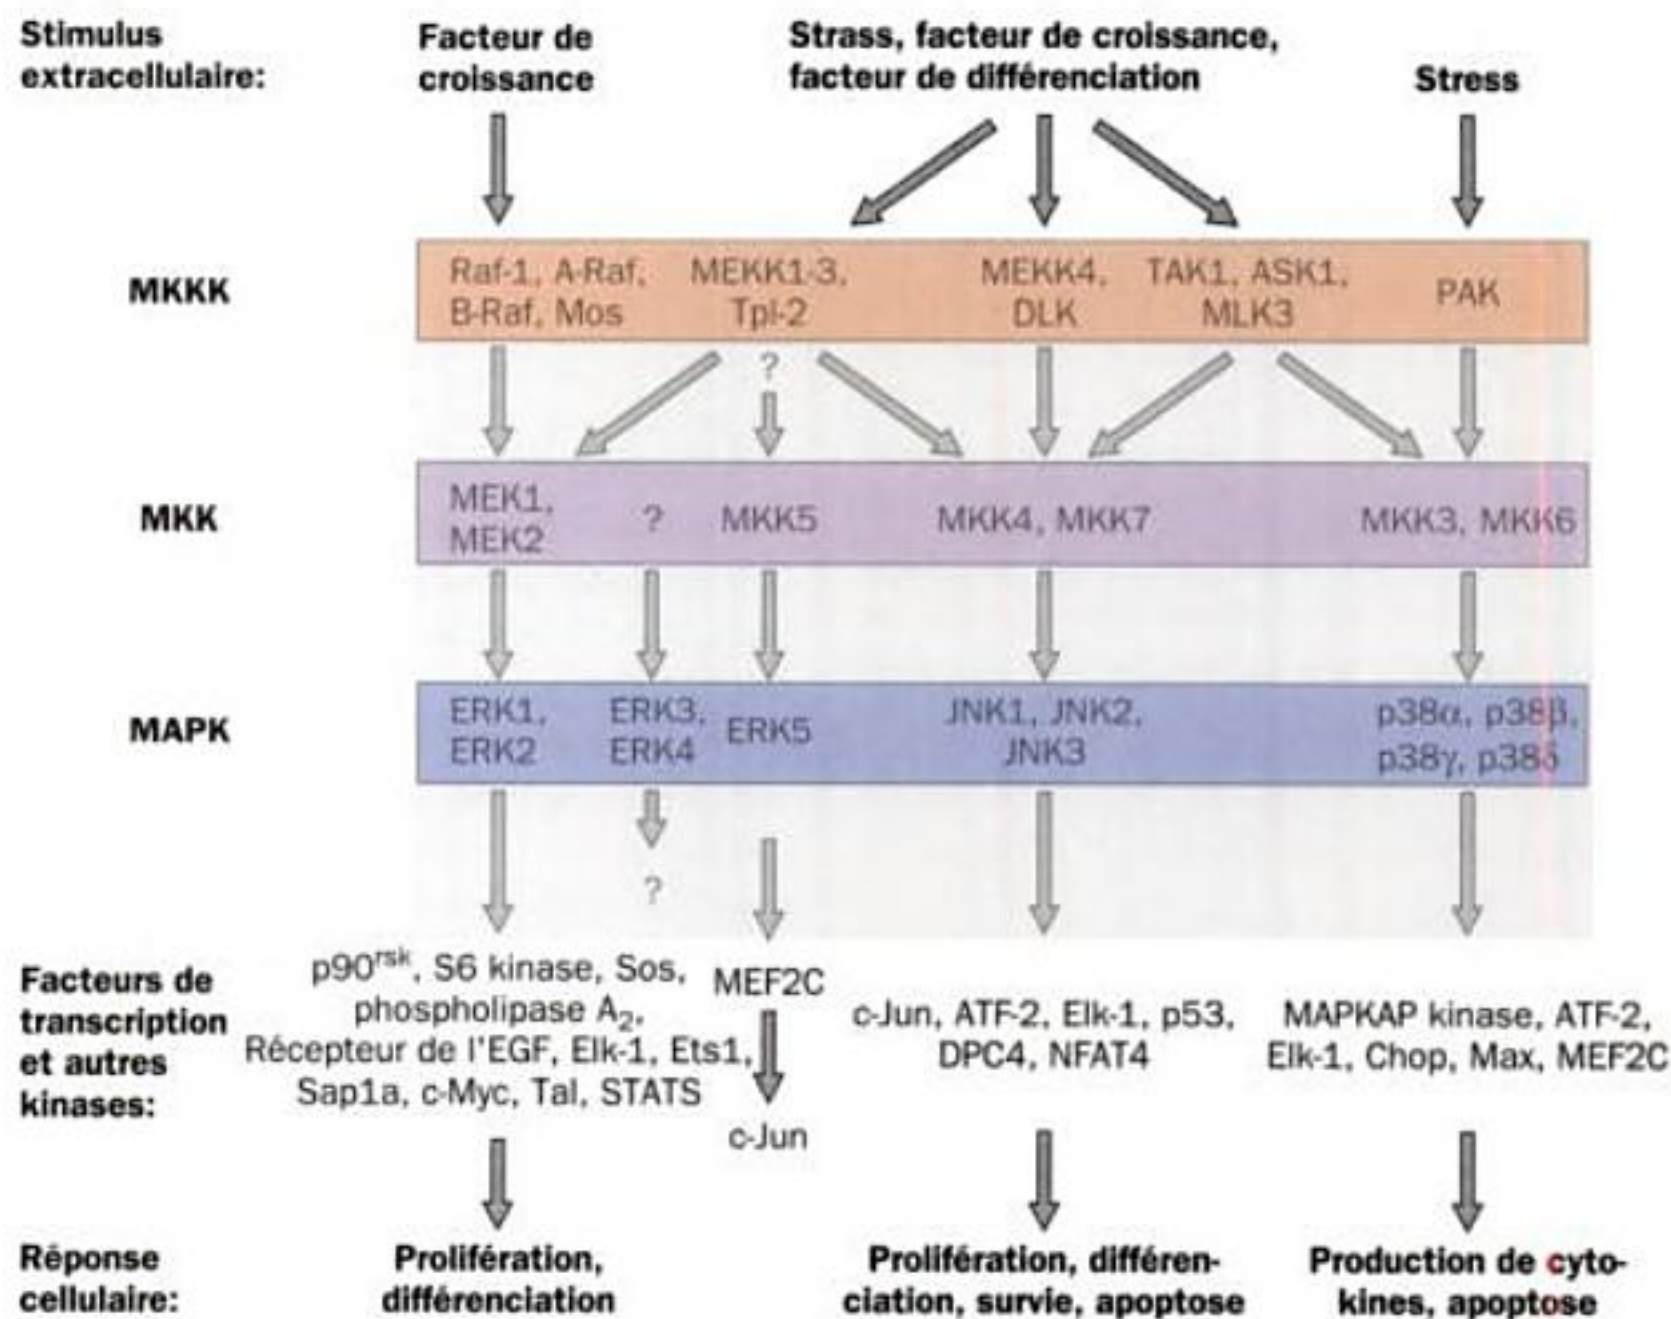 Stimulus
extracellulaire:
Facteur de
croissance
Strass, facteur de croissance,
facteur de différenciation
Stress
MKKK
Raf-1, A-Raf,
B-Raf, Mos
MEKK1-3,
Tpl-2
MEKK4,
DLK
TAK1, ASK1,
MLK3
PAK
?
MKK
MEK1,
MEK2
?
MKK5
MKK4, MKK7
MKK3, MKK6
MAPK
ERK1,
ERK2
ERK3,
ERK4
ERK5
JNK1, JNK2,
JNK3
p38α, p38β,
p38γ, p38δ
?
Facteurs de
transcription
et autres
kinases:
p90rsk, S6 kinase, Sos,
phospholipase A2,
Récepteur de l'EGF, Elk-1, Ets1,
Sap1a, c-Myc, Tal, STATS
MEF2C
c-Jun
c-Jun, ATF-2, Elk-1, p53,
DPC4, NFAT4
MAPKAP kinase, ATF-2,
Elk-1, Chop, Max, MEF2C
Réponse
cellulaire:
Prolifération,
différenciation
Prolifération, différen-
ciation, survie, apoptose
Production de cyto-
kines, apoptose